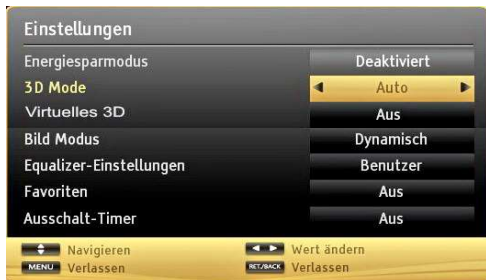 Einstellungen
Energiesparmodus Deaktiviert
3D Mode Auto
Virtuelles 3D Aus
Bild Modus Dynamisch
Equalizer-Einstellungen Benutzer
Favoriten Aus
Ausschalt-Timer Aus
Navigieren Wert ändern
MENU Verlassen RET./BACK Verlassen